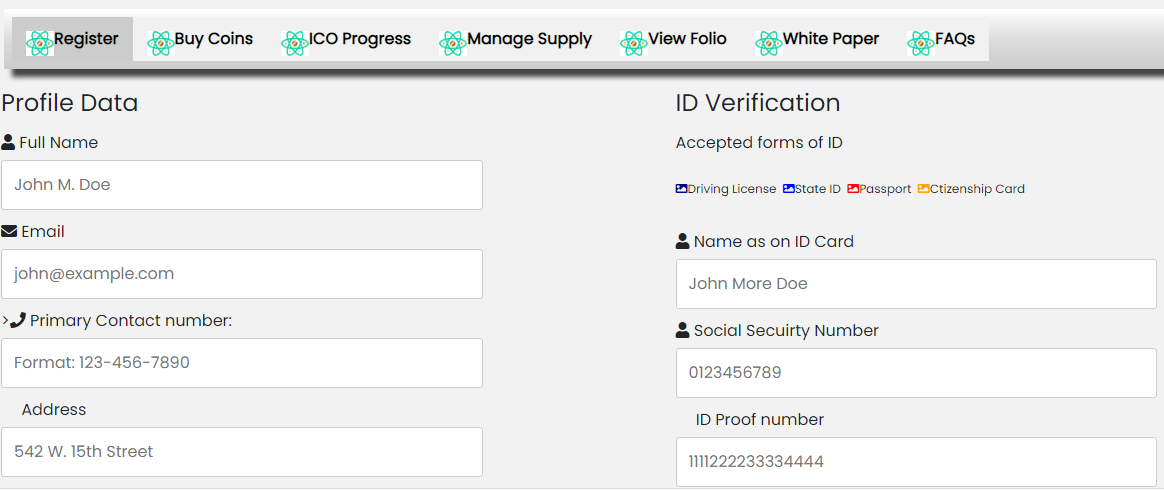 Register Buy Coins ICO Progress Manage Supply View Folio White Paper FAQs
Profile Data
Full Name
John M. Doe
Email
john@example.com
>Primary Contact number:
Format: 123-456-7890
Address
542 W. 15th Street
ID Verification
Accepted forms of ID
Driving License State ID Passport Ctizenship Card
Name as on ID Card
John More Doe
Social Secuirty Number
0123456789
ID Proof number
1111222233334444